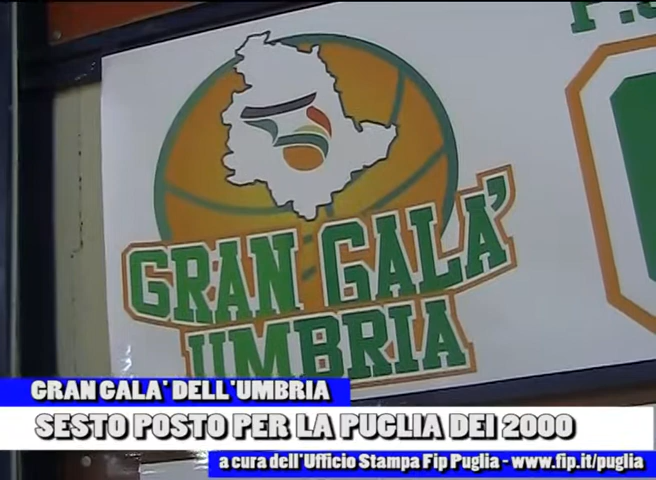 P.
GRAN GALA'
UMBRIA
GRAN GALA' DELL'UMBRIA
SESTO POSTO PER LA PUGLIA DEI 2000
a cura dell'Ufficio Stampa Fip Puglia - www.fip.it/puglia